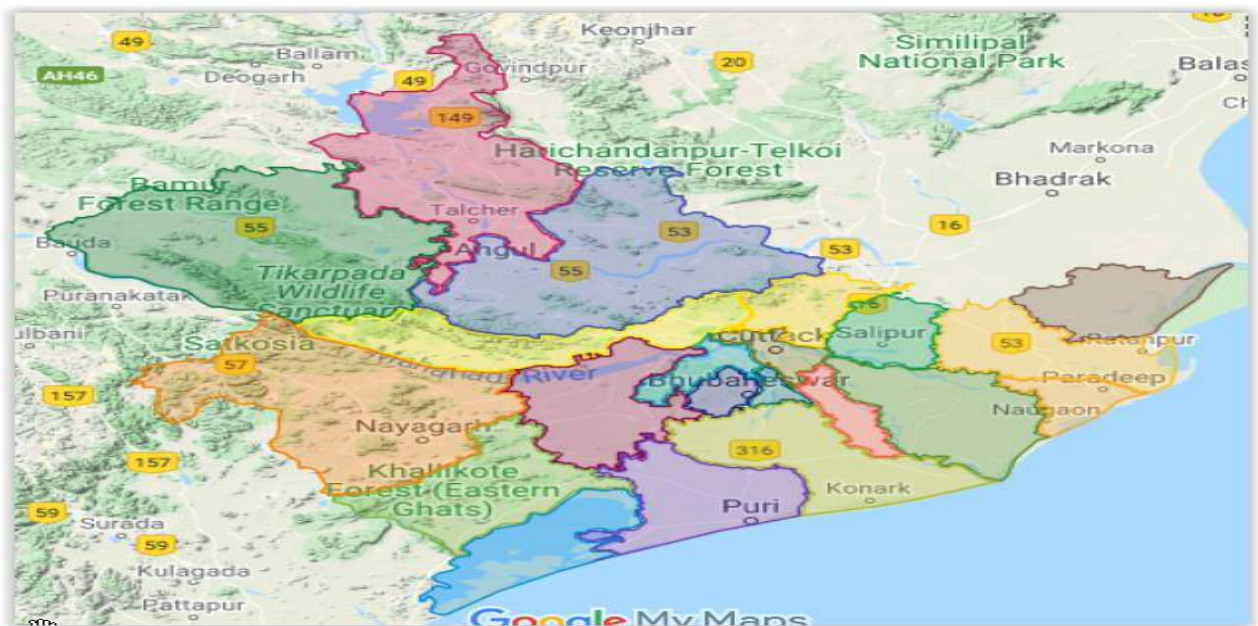 49
Ballam
Deogarh
AH46
49
Govindpur
149
Keonjhar
20
Similipal
National Park
Balas
Harichandanpur-Telkoi
Reserve Forest
Markona
Bhadrak
Bamur
Forest Range
55
Talcher
Angul
53
55
16
53
Bauda
Puranakatak
Tikarpada
Wildlife
Sanctuary
Satkosia
57
River
Cuttack
Salipur
53
Ratanpur
Paradeep
Naugaon
Bhubaneswar
157
157
Nayagarh
Khallikote
Forest (Eastern
Ghats)
316
Konark
Puri
59
Surada
59
Kulagada
Pattapur
Google My Maps